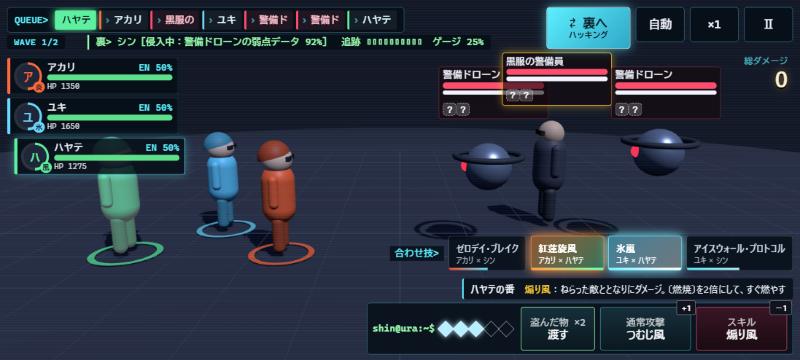 QUEUE> ハヤテ › アカリ › 黒服の › ユキ › 警備ド › 警備ド › ハヤテ
⇄ 裏へ
ハッキング
自動
×1
Ⅱ
WAVE 1/2
裏> シン [侵入中：警備ドローンの弱点データ 92%] 追跡 ゲージ 25%
総ダメージ
0
ア 炎 アカリ EN 50%
HP 1350
ユ 氷 ユキ EN 50%
HP 1650
ハ 風 ハヤテ EN 50%
HP 1275
警備ドローン
? ?
黒服の警備員
? ?
警備ドローン
? ?
合わせ技>
ゼロデイ・ブレイク
アカリ × シン
紅蓮旋風
アカリ × ハヤテ
氷嵐
ユキ × ハヤテ
アイスウォール・プロトコル
ユキ × シン
ハヤテの番 煽り風：ねらった敵ととなりにダメージ。〔燃焼〕を2倍にして、すぐ燃やす
shin@ura:~$
盗んだ物 ×2
渡す
+1
通常攻撃
つむじ風
−1
スキル
煽り風